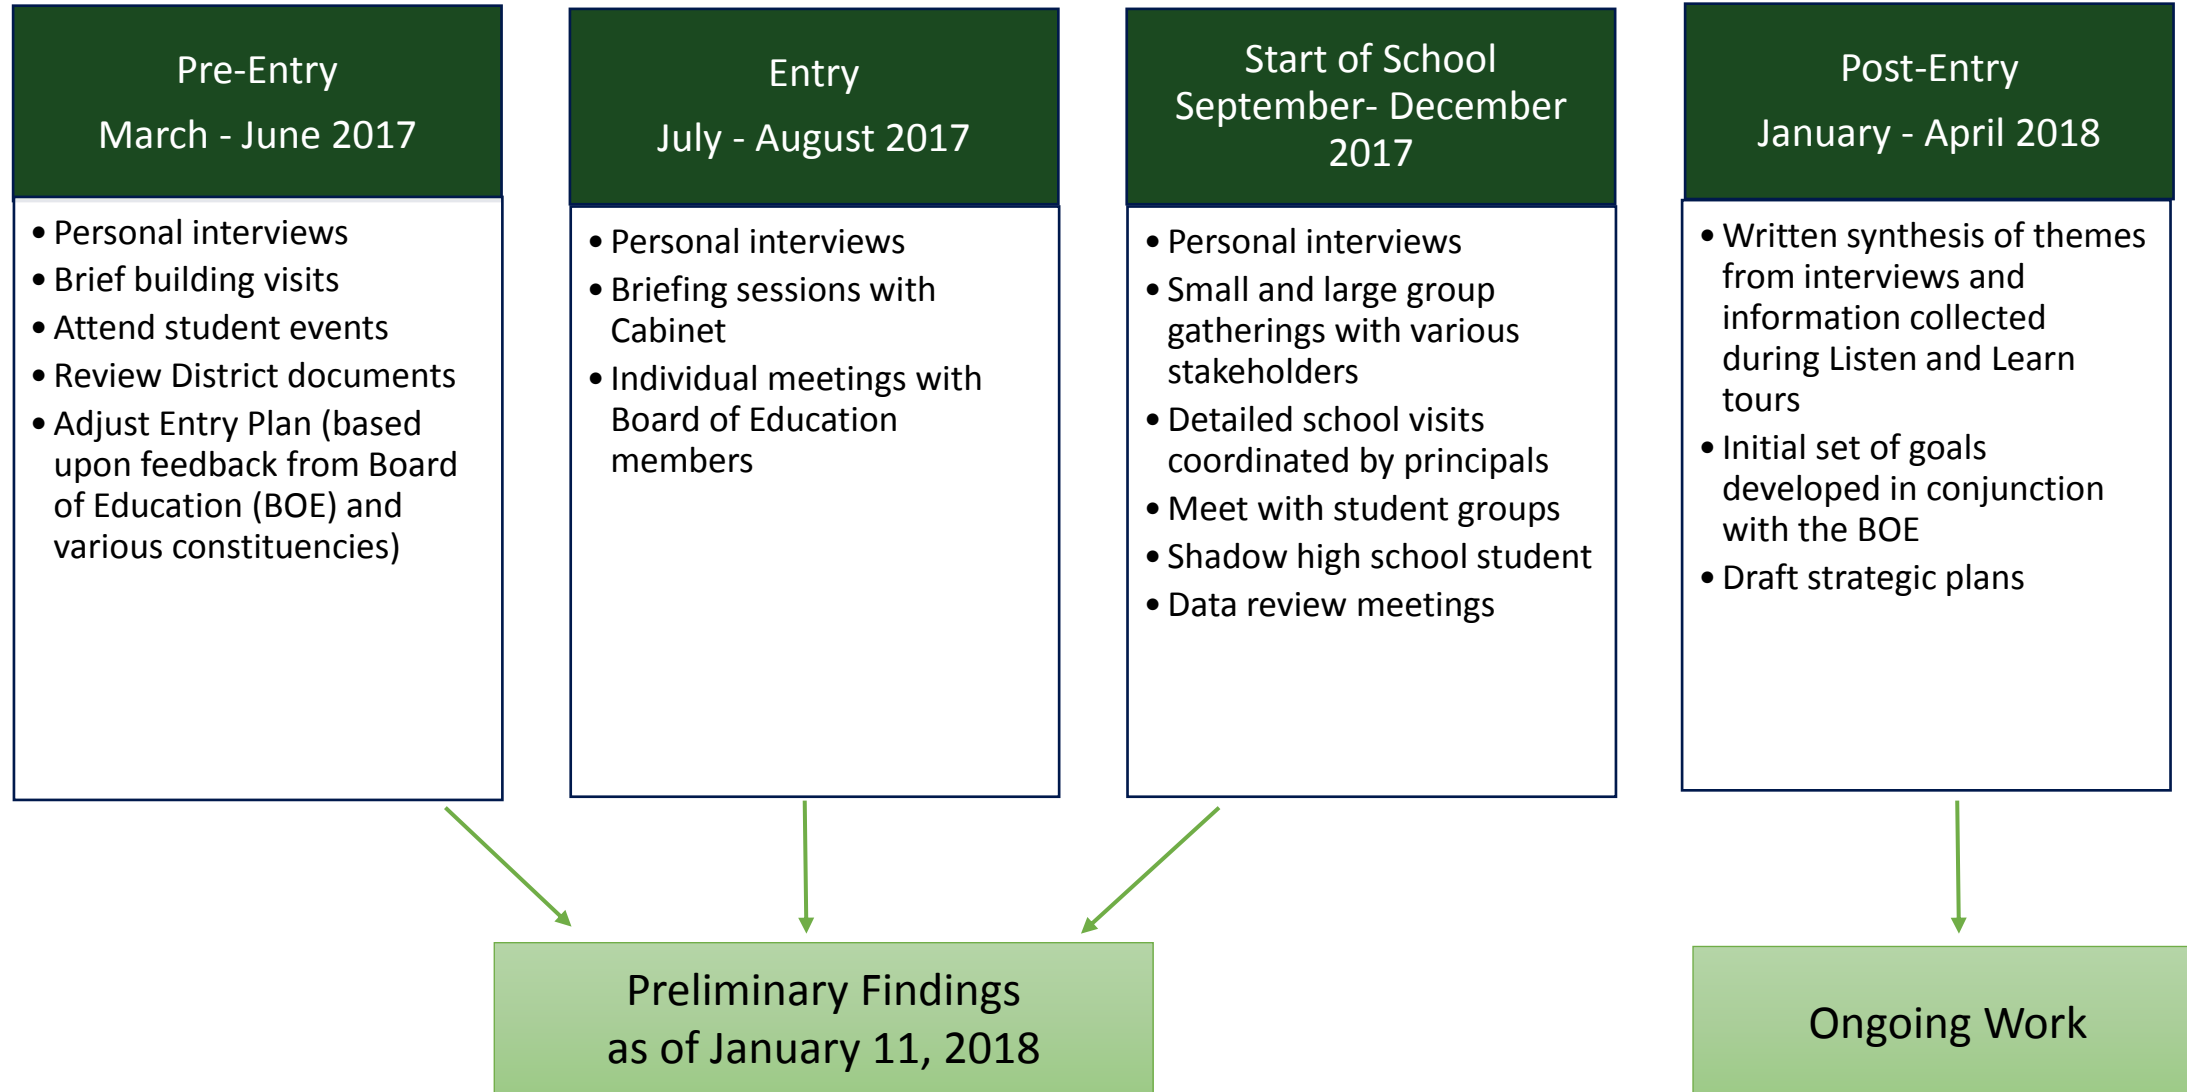 Pre-Entry
March - June 2017
• Personal interviews
• Brief building visits
• Attend student events
• Review District documents
• Adjust Entry Plan (based
upon feedback from Board
of Education (BOE) and
various constituencies)
Entry
July - August 2017
• Personal interviews
• Briefing sessions with
Cabinet
• Individual meetings with
Board of Education
members
Start of School
September- December
2017
• Personal interviews
• Small and large group
gatherings with various
stakeholders
• Detailed school visits
coordinated by principals
• Meet with student groups
• Shadow high school student
• Data review meetings
Post-Entry
January - April 2018
• Written synthesis of themes
from interviews and
information collected
during Listen and Learn
tours
• Initial set of goals
developed in conjunction
with the BOE
• Draft strategic plans
Preliminary Findings
as of January 11, 2018
Ongoing Work